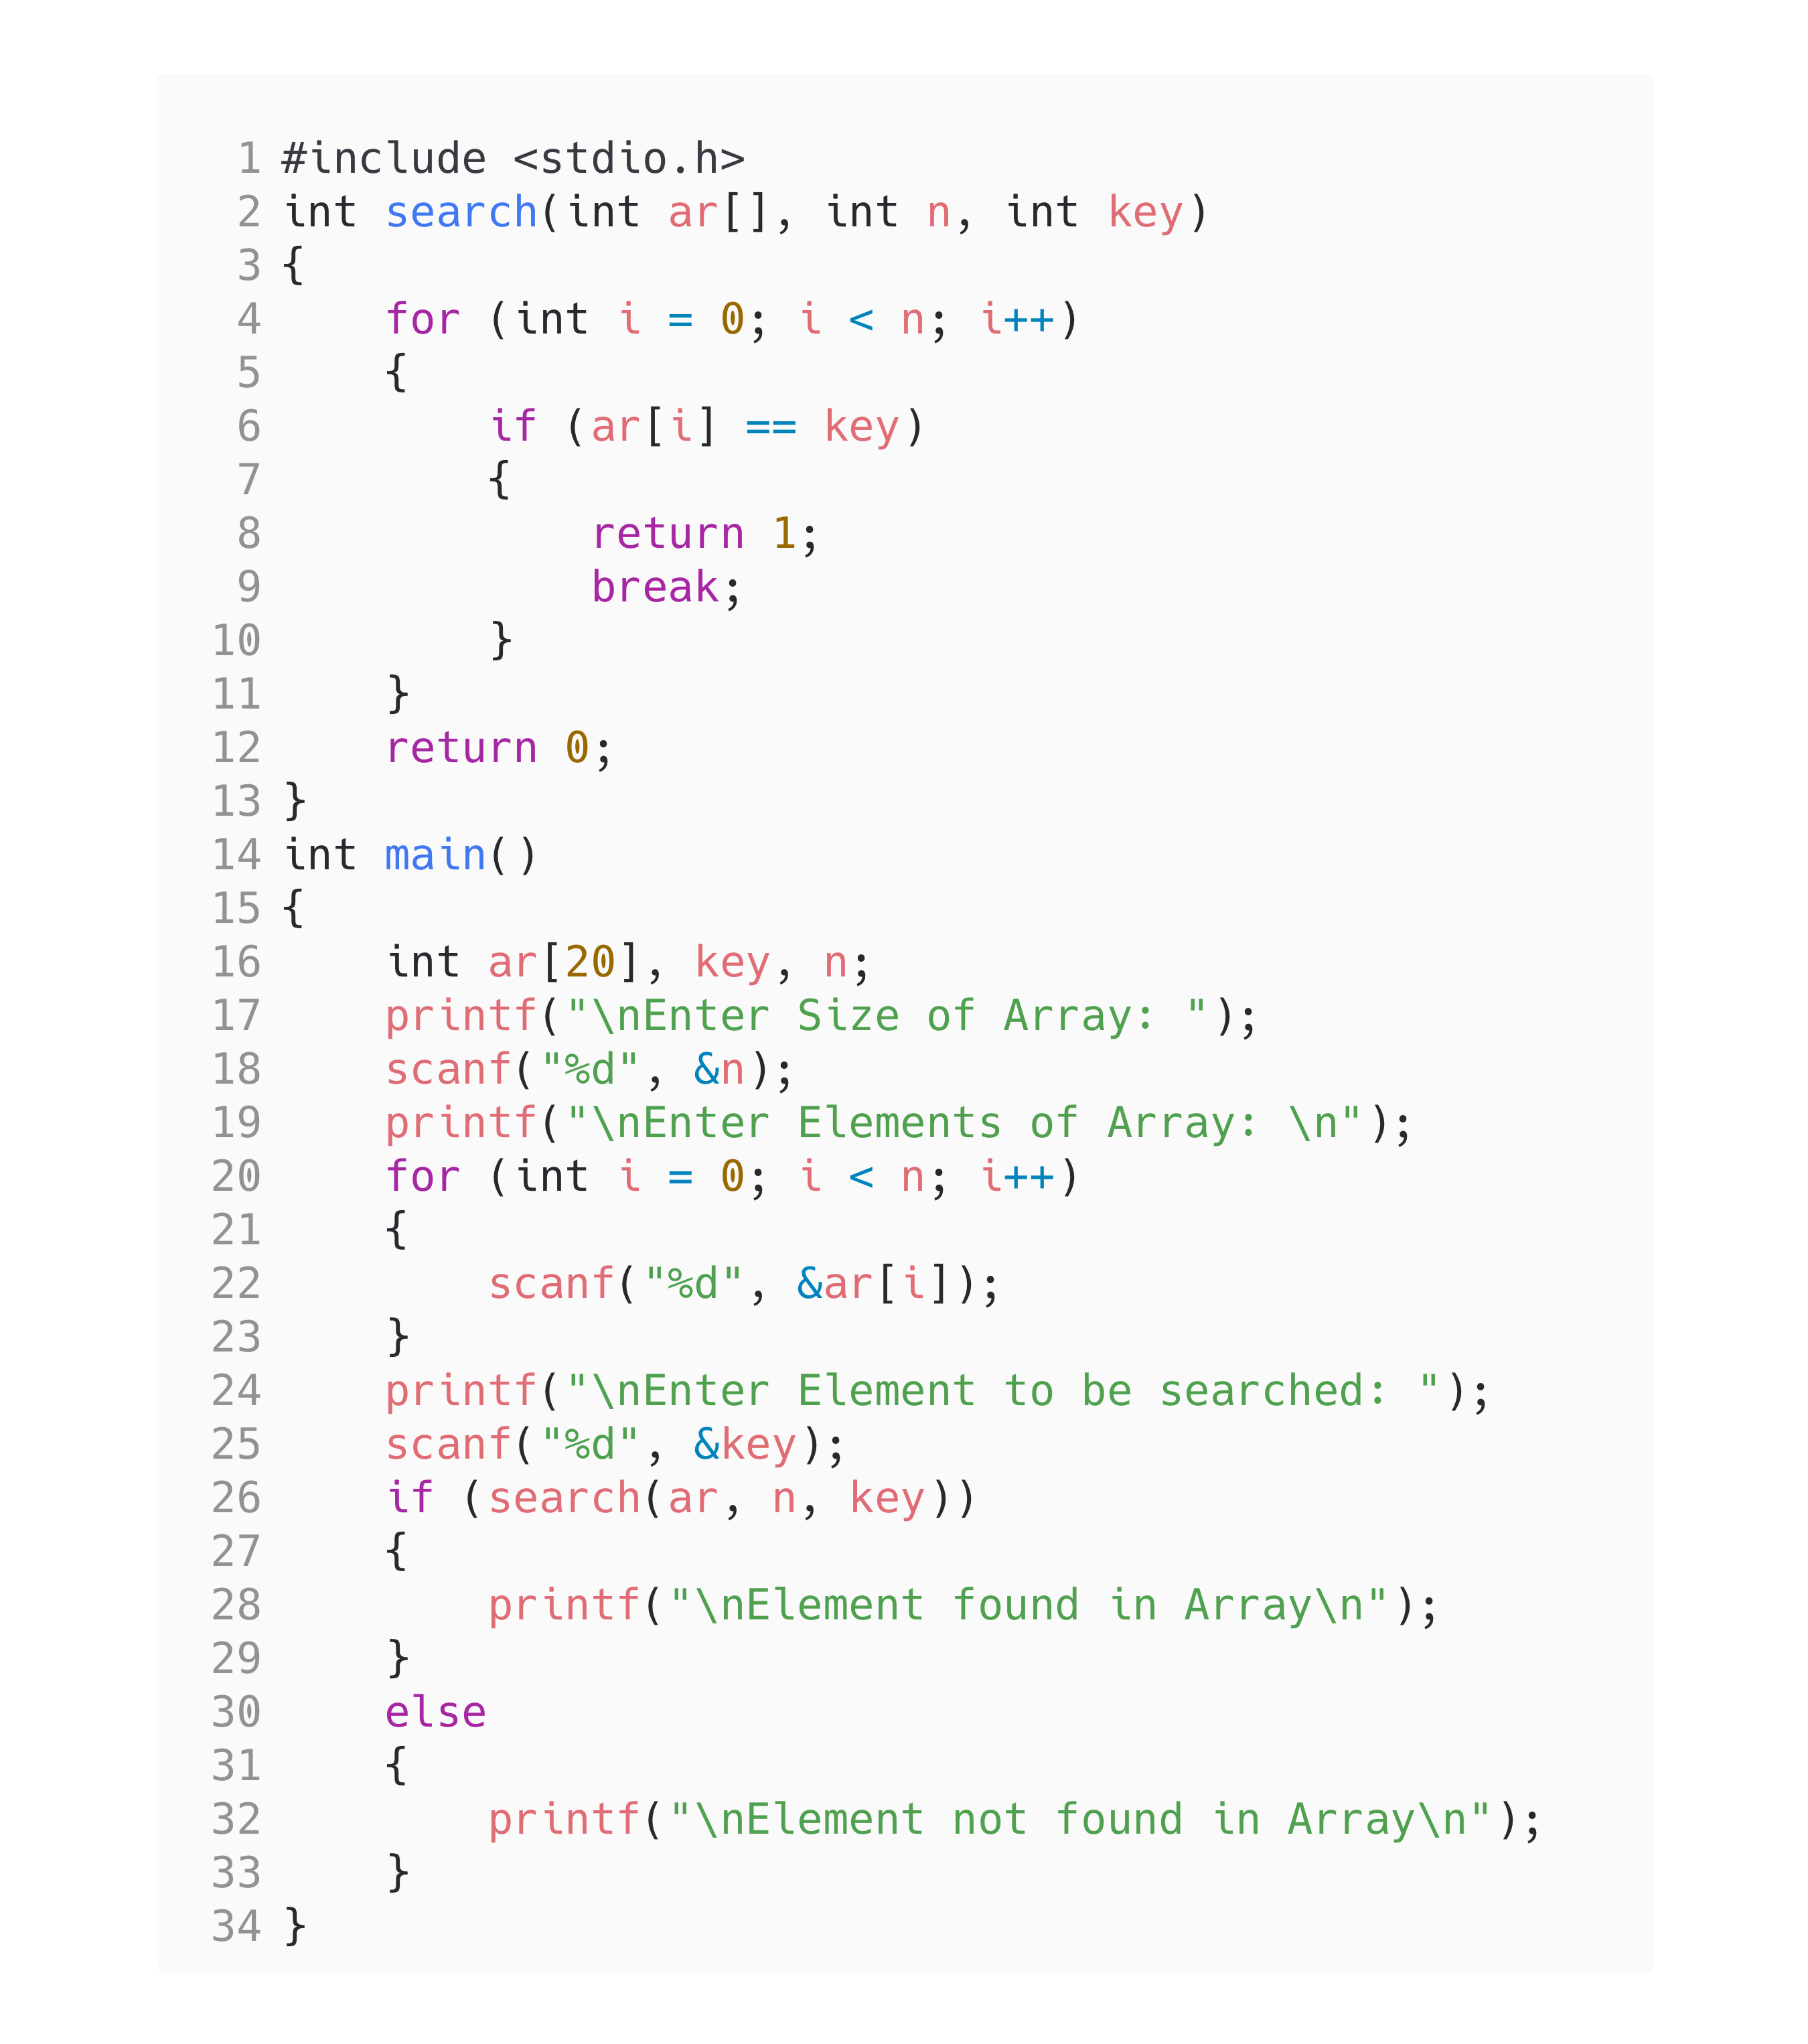 1 #include <stdio.h>
2 int search(int ar[], int n, int key)
3 {
4     for (int i = 0; i < n; i++)
5     {
6         if (ar[i] == key)
7         {
8             return 1;
9             break;
10         }
11     }
12     return 0;
13 }
14 int main()
15 {
16     int ar[20], key, n;
17     printf("\nEnter Size of Array: ");
18     scanf("%d", &n);
19     printf("\nEnter Elements of Array: \n");
20     for (int i = 0; i < n; i++)
21     {
22         scanf("%d", &ar[i]);
23     }
24     printf("\nEnter Element to be searched: ");
25     scanf("%d", &key);
26     if (search(ar, n, key))
27     {
28         printf("\nElement found in Array\n");
29     }
30     else
31     {
32         printf("\nElement not found in Array\n");
33     }
34 }